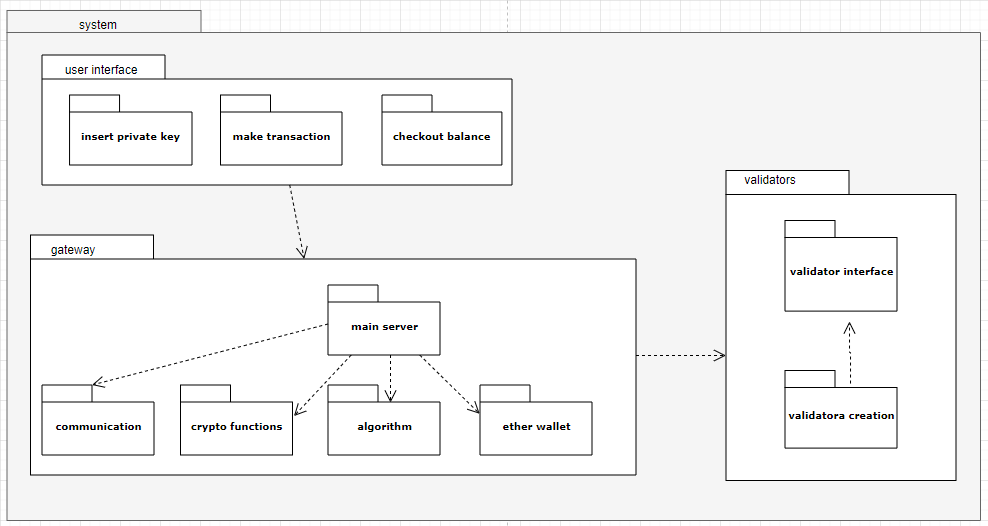 system
user interface
insert private key
make transaction
checkout balance
validators
validator interface
validatora creation
gateway
main server
communication
crypto functions
algorithm
ether wallet